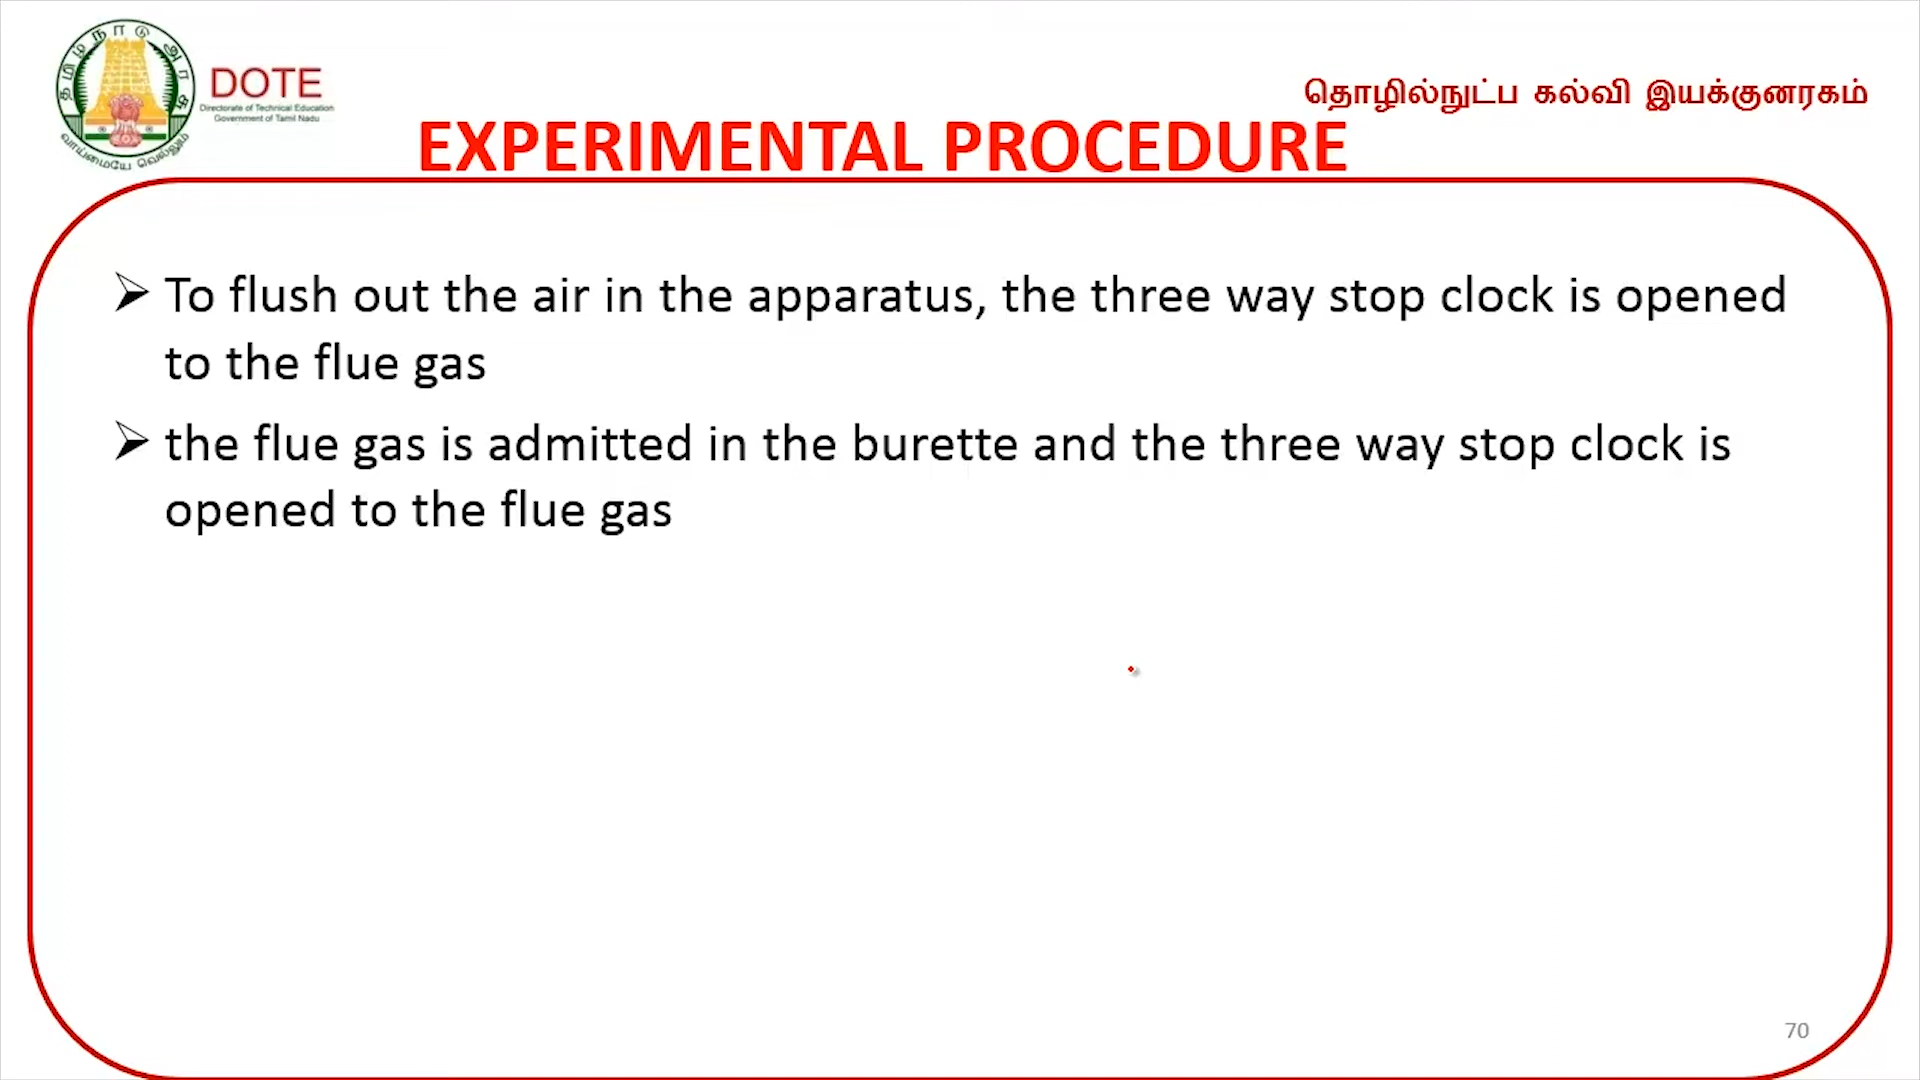 தமிழ்நாடு அரசு
வாய்மையே வெல்லும்
DOTE
Directorate of Technical Education
Government of Tamil Nadu
தொழில்நுட்ப கல்வி இயக்குனரகம்
EXPERIMENTAL PROCEDURE
➢ To flush out the air in the apparatus, the three way stop clock is opened
to the flue gas
➢ the flue gas is admitted in the burette and the three way stop clock is
opened to the flue gas
70